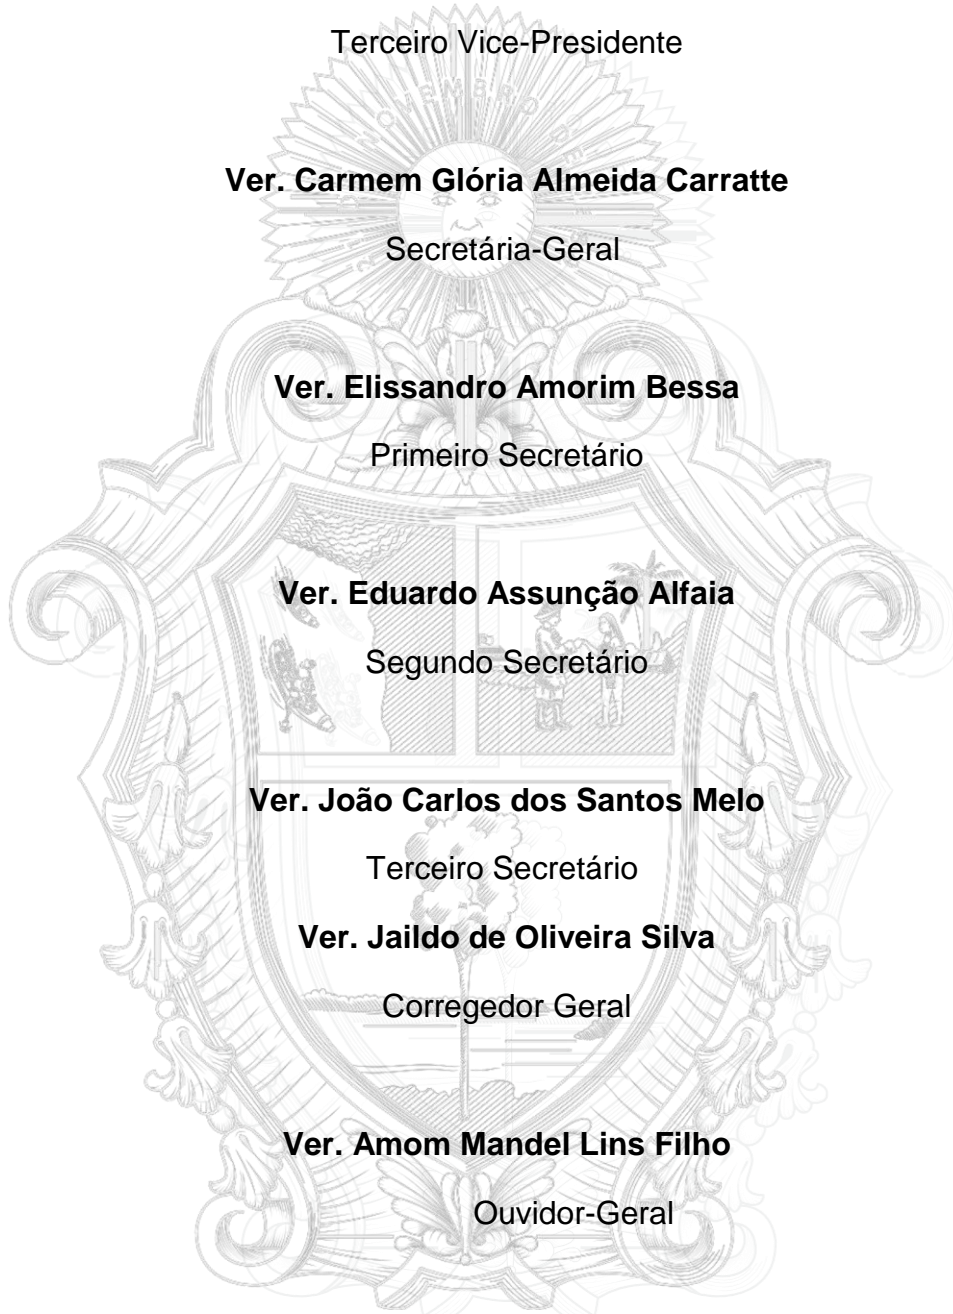 Terceiro Vice-Presidente
Ver. Carmem Glória Almeida Carratte
Secretária-Geral
Ver. Elissandro Amorim Bessa
Primeiro Secretário
Ver. Eduardo Assunção Alfaia
Segundo Secretário
Ver. João Carlos dos Santos Melo
Terceiro Secretário
Ver. Jaildo de Oliveira Silva
Corregedor Geral
Ver. Amom Mandel Lins Filho
Ouvidor-Geral